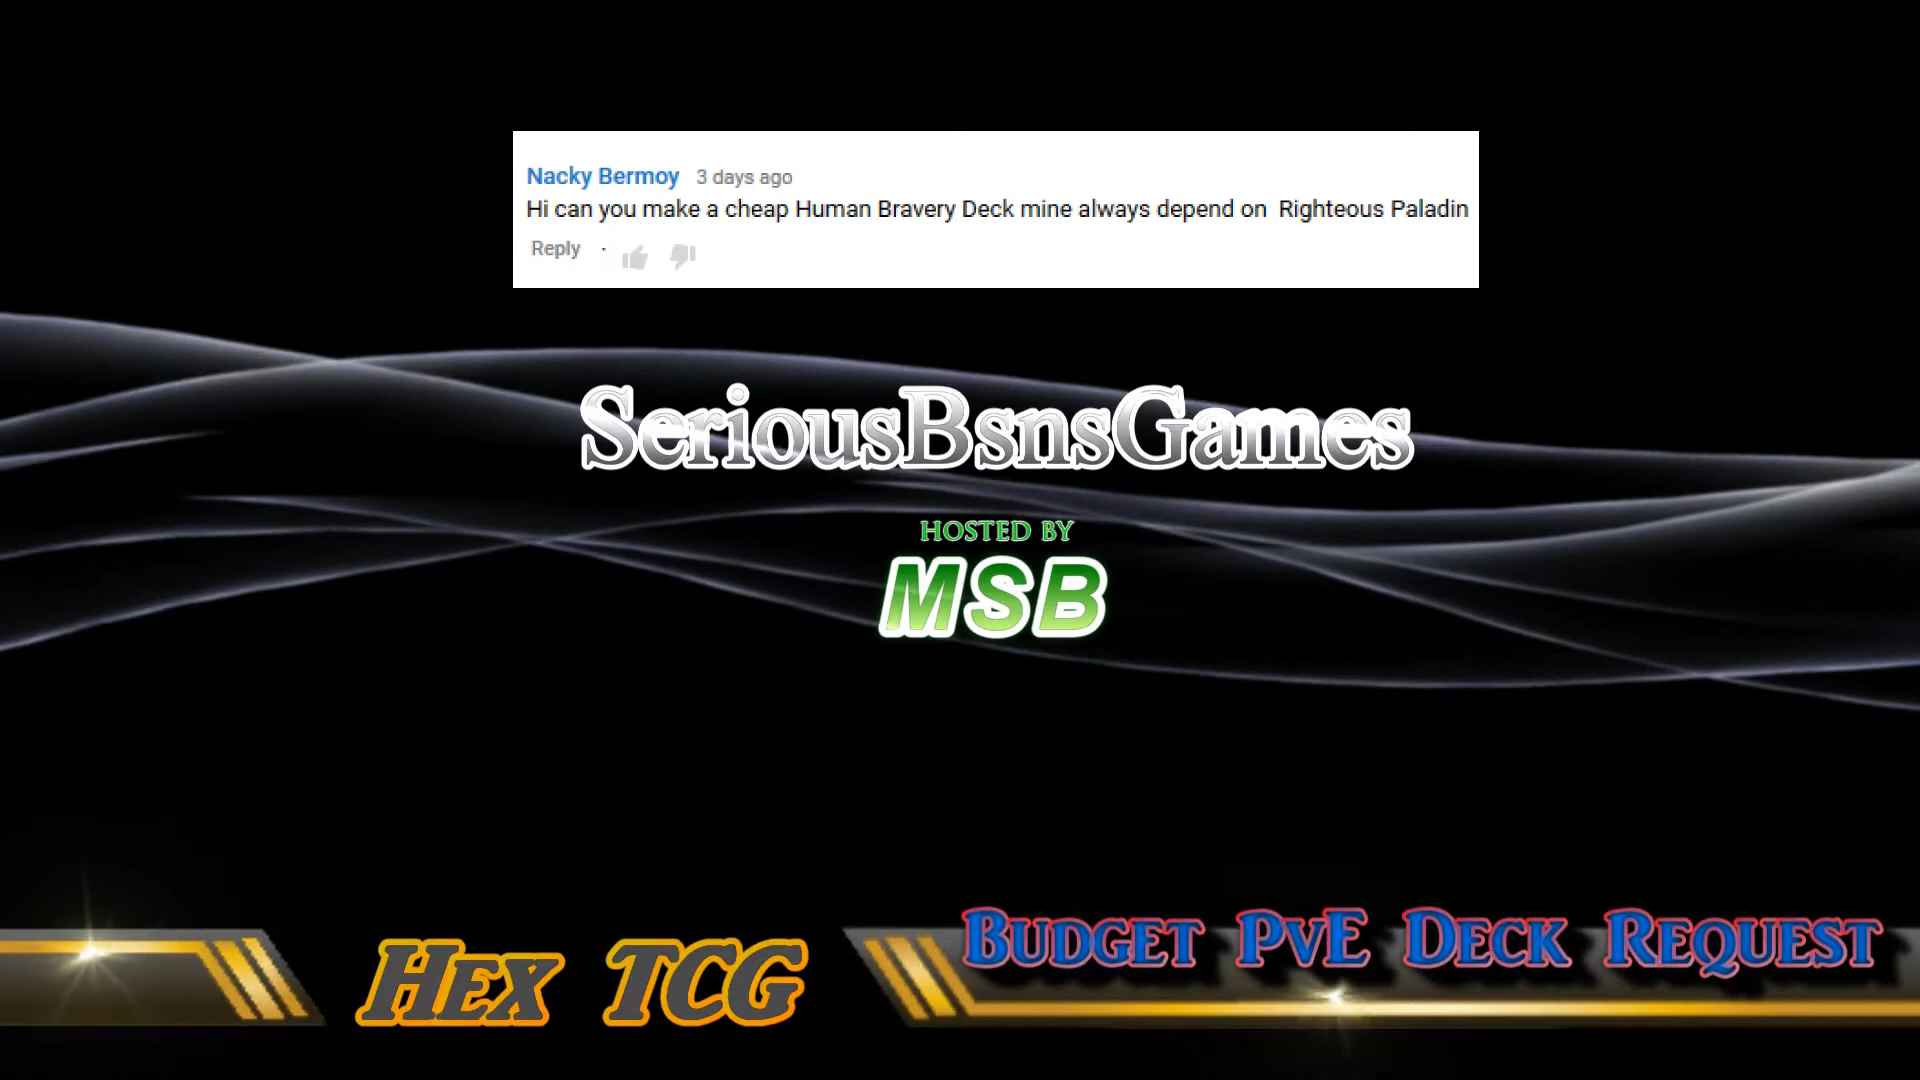 Nacky Bermoy 3 days ago
Hi can you make a cheap Human Bravery Deck mine always depend on Righteous Paladin
Reply ·
SeriousBsnsGames
HOSTED BY
MSB
HEX TCG
BUDGET PVE DECK REQUEST